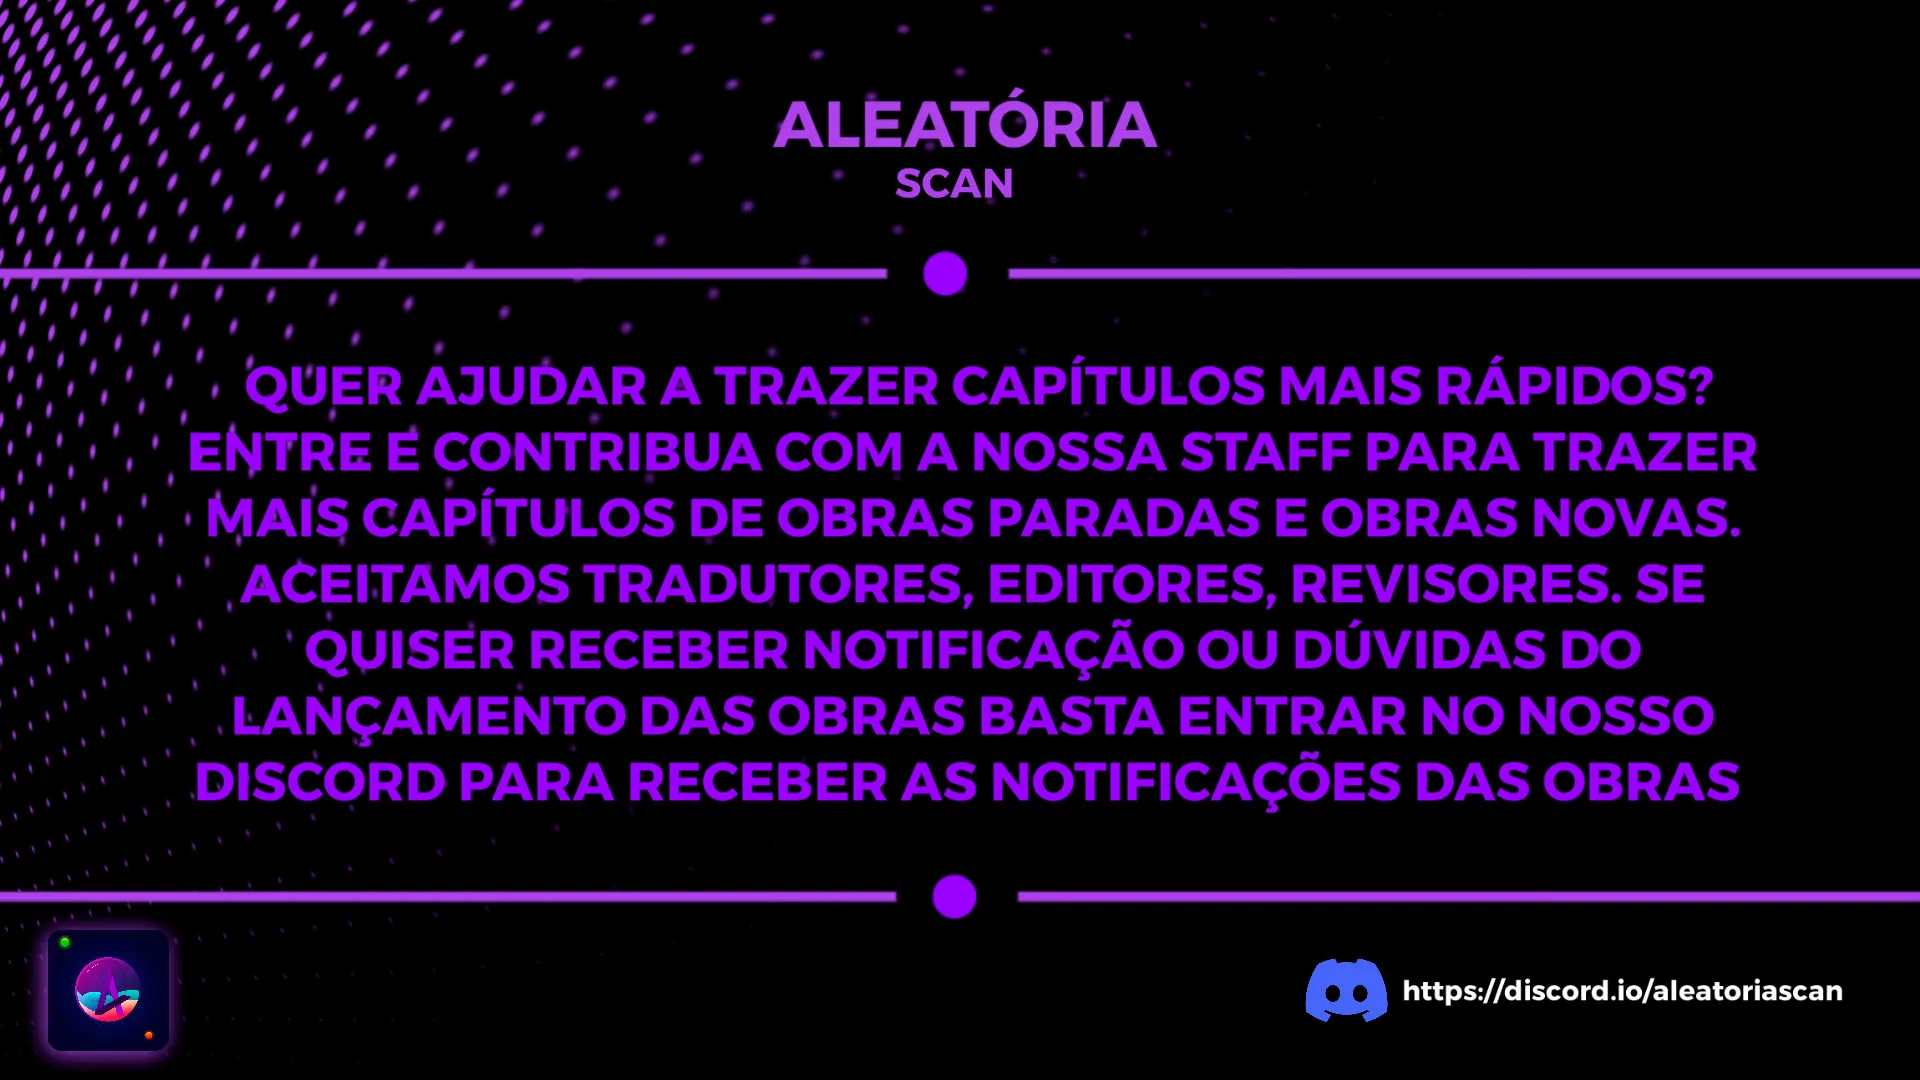 ALEATÓRIA
SCAN
QUER AJUDAR A TRAZER CAPÍTULOS MAIS RÁPIDOS?
ENTRE E CONTRIBUA COM A NOSSA STAFF PARA TRAZER
MAIS CAPÍTULOS DE OBRAS PARADAS E OBRAS NOVAS.
ACEITAMOS TRADUTORES, EDITORES, REVISORES. SE
QUISER RECEBER NOTIFICAÇÃO OU DÚVIDAS DO
LANÇAMENTO DAS OBRAS BASTA ENTRAR NO NOSSO
DISCORD PARA RECEBER AS NOTIFICAÇÕES DAS OBRAS
https://discord.io/aleatoriascan